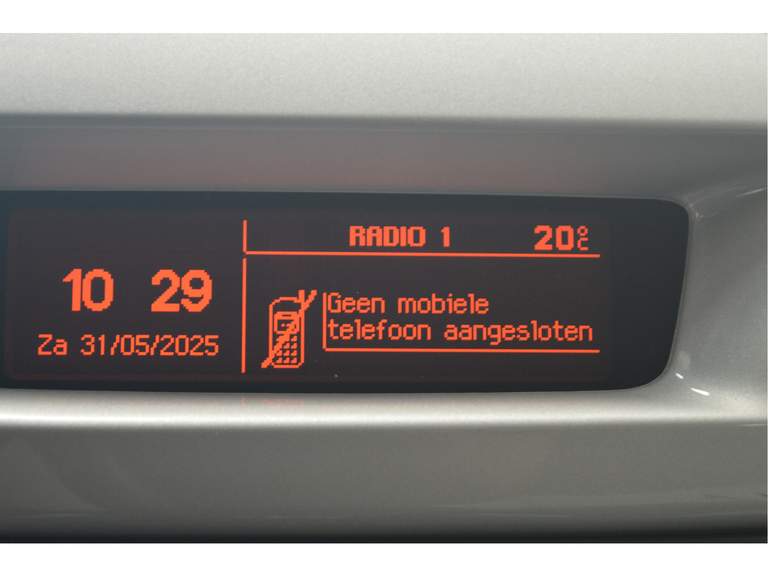 RADIO 1 20°C
10 29
Za 31/05/2025
Geen mobiele
telefoon aangesloten